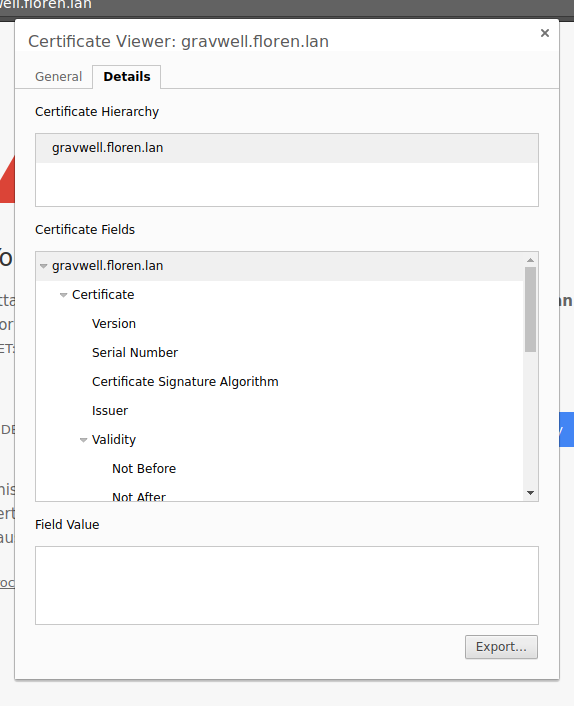 well.floren.lan
Certificate Viewer: gravwell.floren.lan
General
Details
Certificate Hierarchy
gravwell.floren.lan
Certificate Fields
gravwell.floren.lan
Certificate
Version
Serial Number
Certificate Signature Algorithm
Issuer
Validity
Not Before
Not After
Field Value
Export...